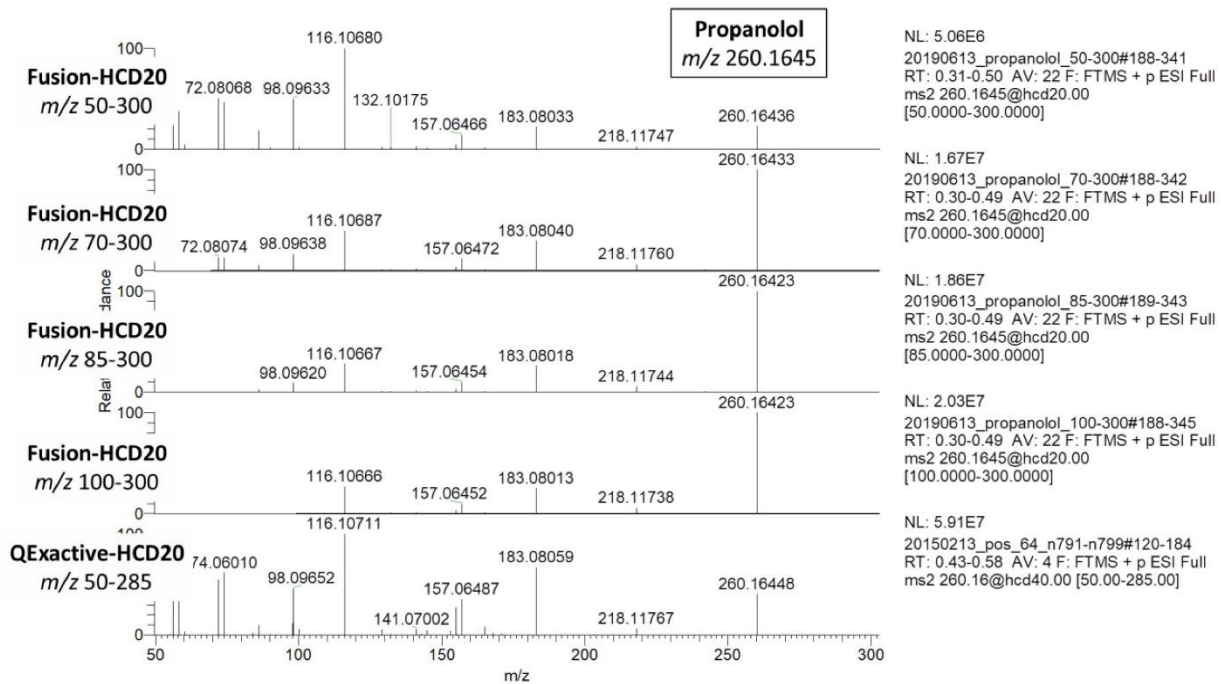 Propanolol
m/z 260.1645
Fusion-HCD20
m/z 50-300
100
0
72.08068
98.09633
116.10680
132.10175
157.06466
183.08033
218.11747
260.16436
NL: 5.06E6
20190613_propanolol_50-300#188-341
RT: 0.31-0.50 AV: 22 F: FTMS + p ESI Full
ms2 260.1645@hcd20.00
[50.0000-300.0000]
Fusion-HCD20
m/z 70-300
100
0
72.08074
98.09638
116.10687
157.06472
183.08040
218.11760
260.16433
NL: 1.67E7
20190613_propanolol_70-300#188-342
RT: 0.30-0.49 AV: 22 F: FTMS + p ESI Full
ms2 260.1645@hcd20.00
[70.0000-300.0000]
Fusion-HCD20
m/z 85-300
100
0
98.09620
116.10667
157.06454
183.08018
218.11744
260.16423
NL: 1.86E7
20190613_propanolol_85-300#189-343
RT: 0.30-0.49 AV: 22 F: FTMS + p ESI Full
ms2 260.1645@hcd20.00
[85.0000-300.0000]
Fusion-HCD20
m/z 100-300
100
0
116.10666
157.06452
183.08013
218.11738
260.16423
NL: 2.03E7
20190613_propanolol_100-300#188-345
RT: 0.30-0.49 AV: 22 F: FTMS + p ESI Full
ms2 260.1645@hcd20.00
[100.0000-300.0000]
QExactive-HCD20
m/z 50-285
100
0
74.06010
98.09652
116.10711
141.07002
157.06487
183.08059
218.11767
260.16448
NL: 5.91E7
20150213_pos_64_n791-n799#120-184
RT: 0.43-0.58 AV: 4 F: FTMS + p ESI Full
ms2 260.16@hcd40.00 [50.00-285.00]
50 100 150 200 250 300
m/z